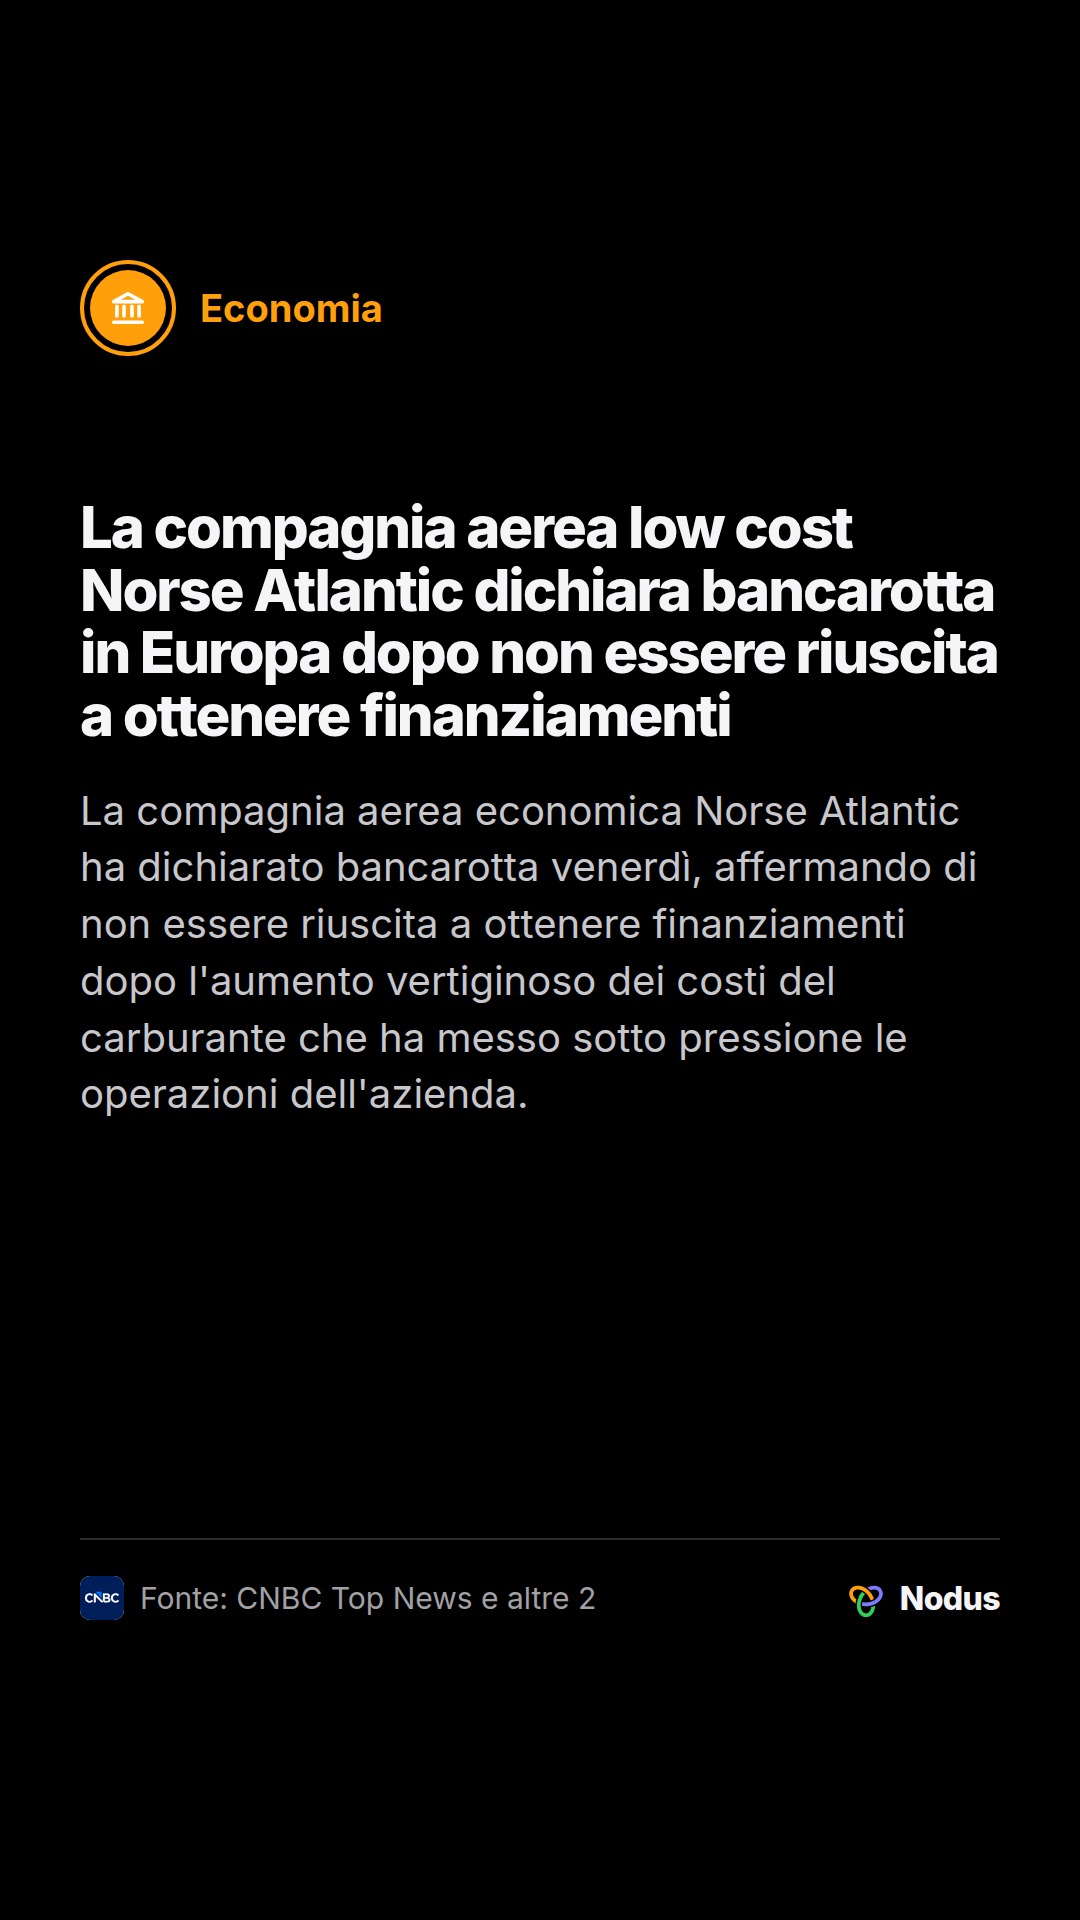 Economia
La compagnia aerea low cost
Norse Atlantic dichiara bancarotta
in Europa dopo non essere riuscita
a ottenere finanziamenti
La compagnia aerea economica Norse Atlantic
ha dichiarato bancarotta venerdì, affermando di
non essere riuscita a ottenere finanziamenti
dopo l'aumento vertiginoso dei costi del
carburante che ha messo sotto pressione le
operazioni dell'azienda.
CNBC Fonte: CNBC Top News e altre 2
Nodus